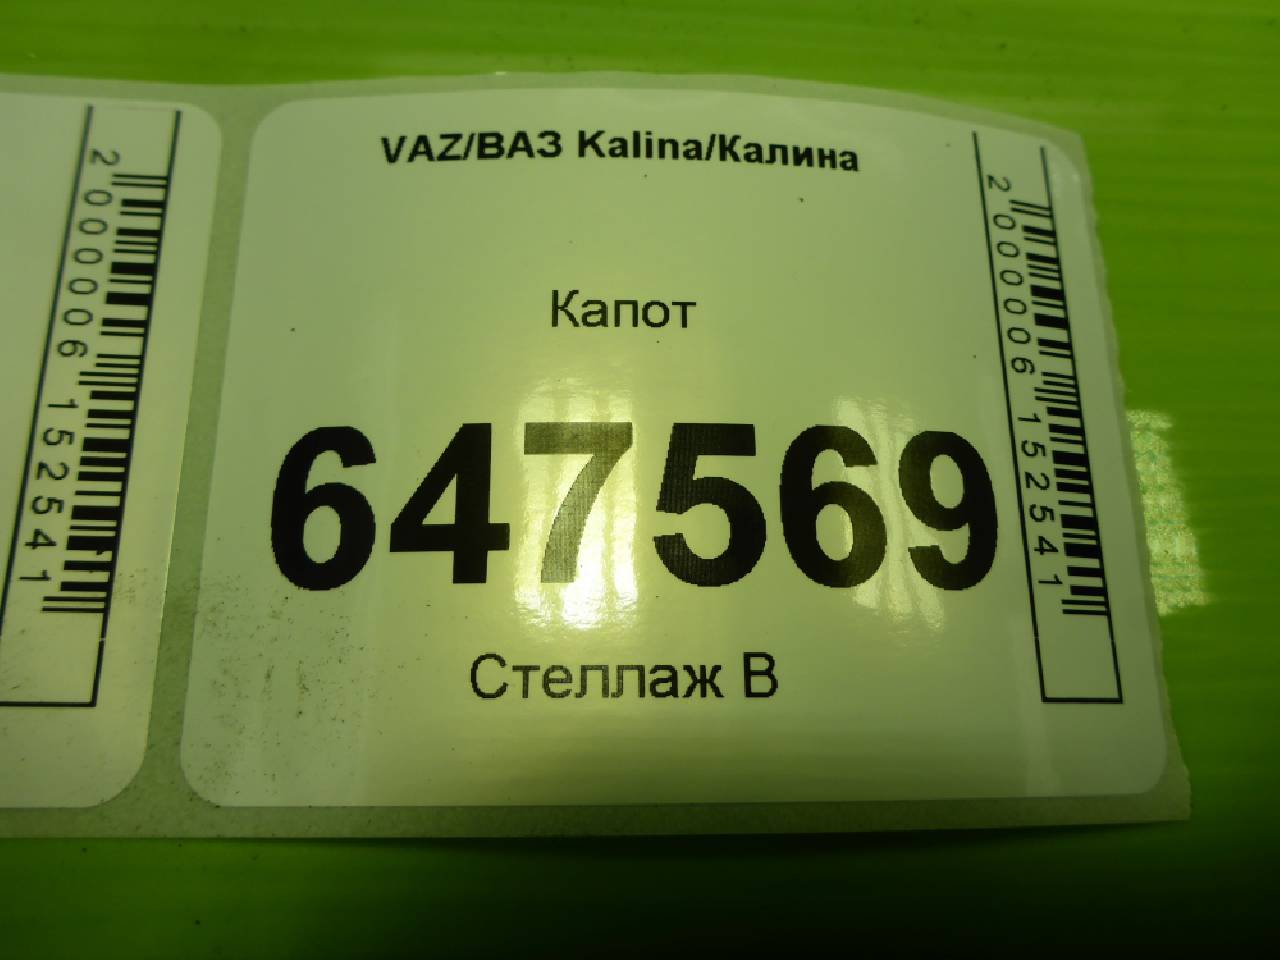 2000006152541
VAZ/ВАЗ Kalina/Калина
Капот
647569
Стеллаж В
2000006152541